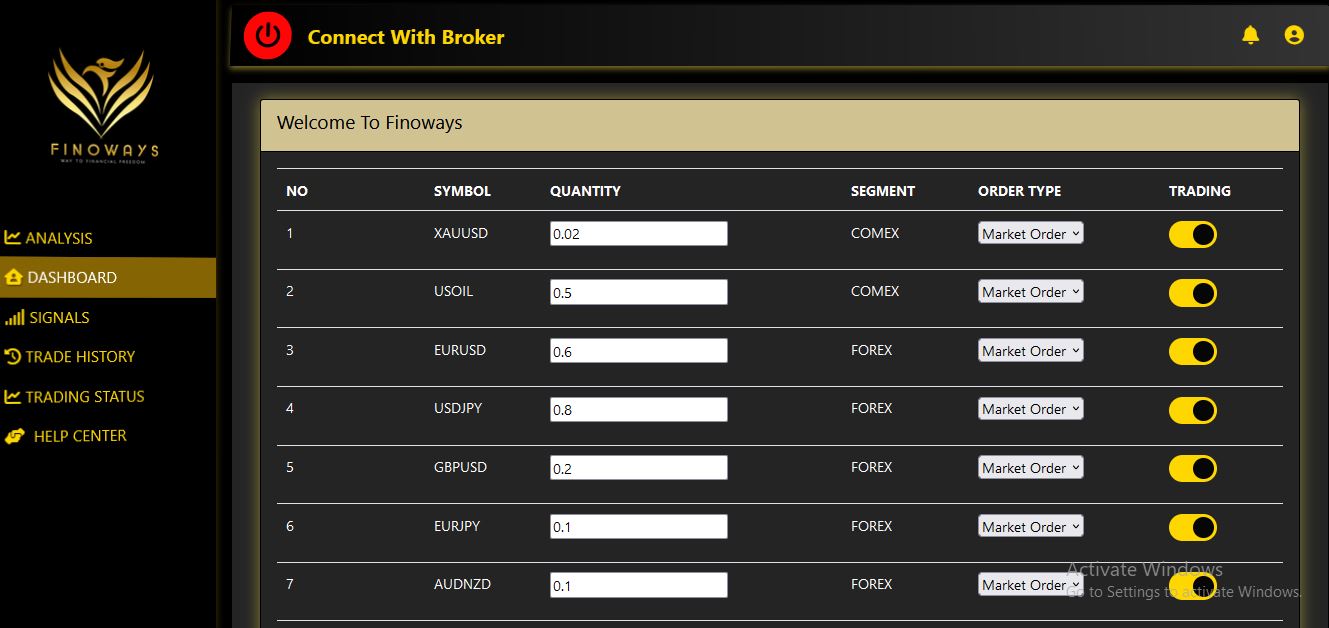 Connect With Broker
FINOWAYS
WAY TO FINANCIAL FREEDOM
ANALYSIS
DASHBOARD
SIGNALS
TRADE HISTORY
TRADING STATUS
HELP CENTER
Welcome To Finoways
NO SYMBOL QUANTITY SEGMENT ORDER TYPE TRADING
1 XAUUSD 0.02 COMEX Market Order
2 USOIL 0.5 COMEX Market Order
3 EURUSD 0.6 FOREX Market Order
4 USDJPY 0.8 FOREX Market Order
5 GBPUSD 0.2 FOREX Market Order
6 EURJPY 0.1 FOREX Market Order
7 AUDNZD 0.1 FOREX Market Order
Activate Windows
Go to Settings to activate Windows.